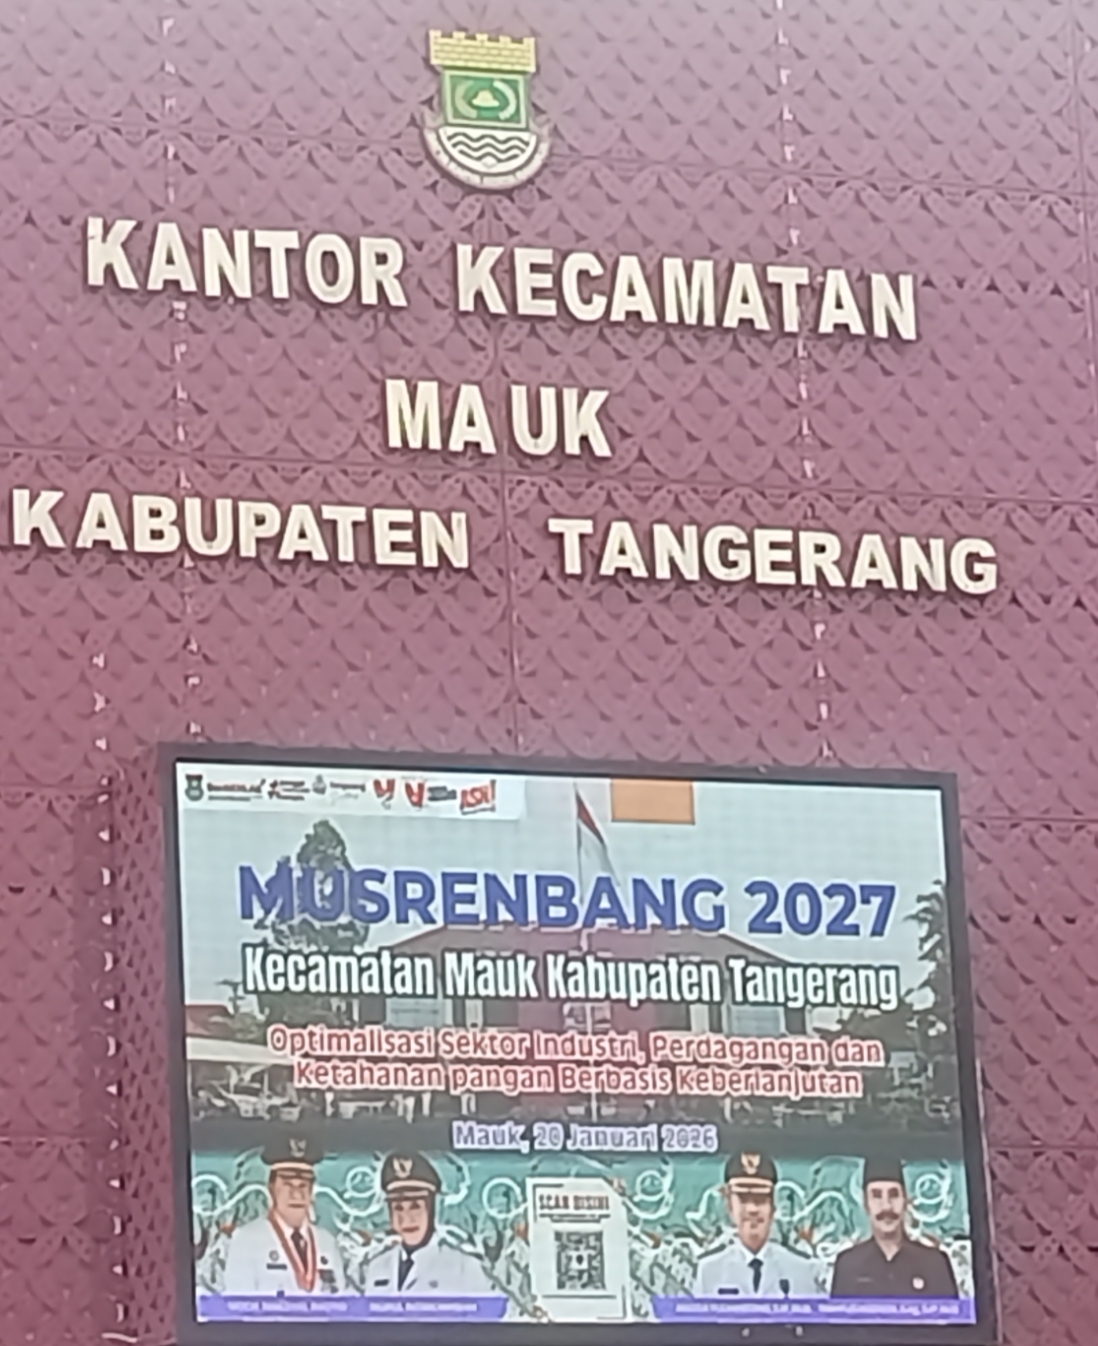 KANTOR KECAMATAN
MAUK
KABUPATEN TANGERANG
ASIK!
MUSRENBANG 2027
Kecamatan Mauk Kabupaten Tangerang
Optimalisasi Sektor Industri, Perdagangan dan
Ketahanan pangan Berbasis Keberlanjutan
Mauk, 20 Januari 2026
SCAN DISINI